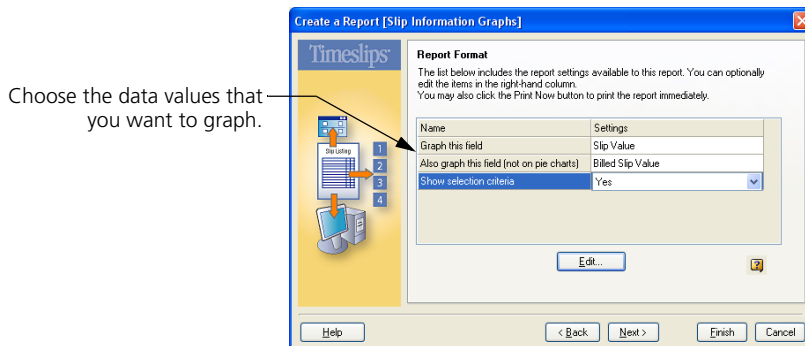 Create a Report [Slip Information Graphs]
Timeslips
Report Format
The list below includes the report settings available to this report. You can optionally
edit the items in the right-hand column.
You may also click the Print Now button to print the report immediately.
Choose the data values that
you want to graph.
Name Settings
Graph this field Slip Value
Also graph this field (not on pie charts) Billed Slip Value
Show selection criteria Yes
Slip Listing
1
2
3
4
Edit...
Help
< Back
Next >
Finish
Cancel